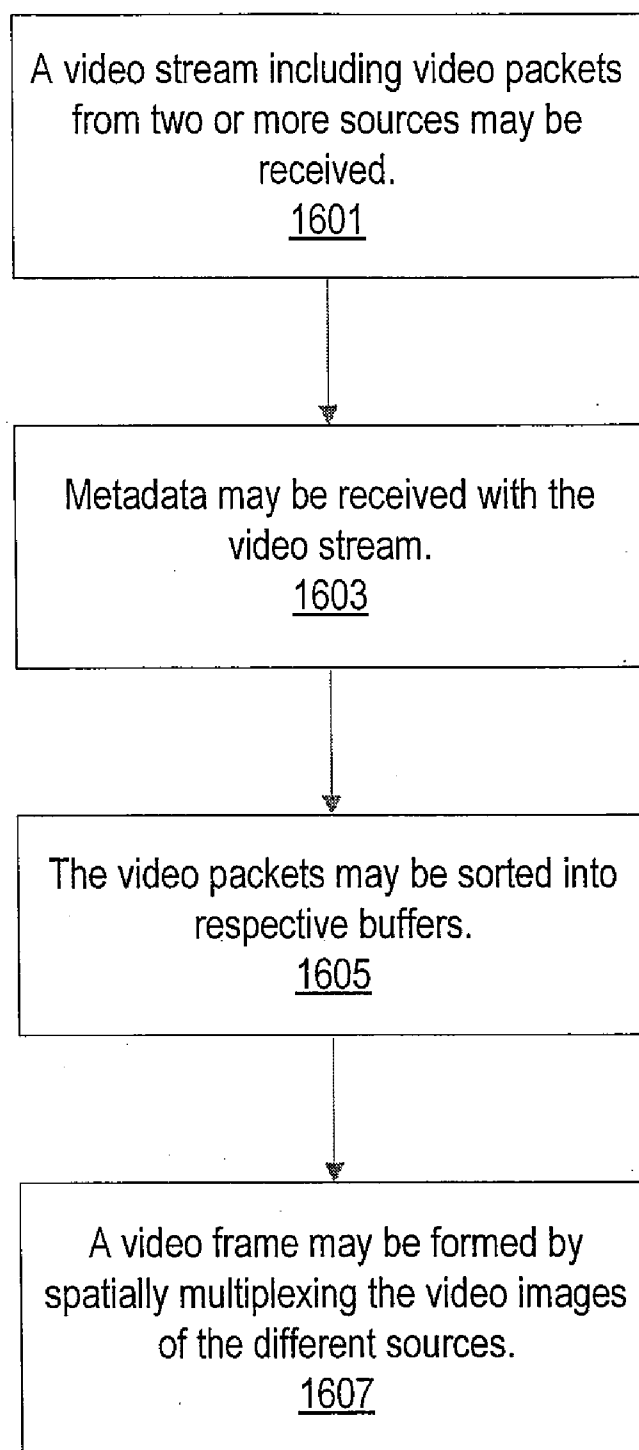 A video stream including video packets
from two or more sources may be
received.
1601
Metadata may be received with the
video stream.
1603
The video packets may be sorted into
respective buffers.
1605
A video frame may be formed by
spatially multiplexing the video images
of the different sources.
1607